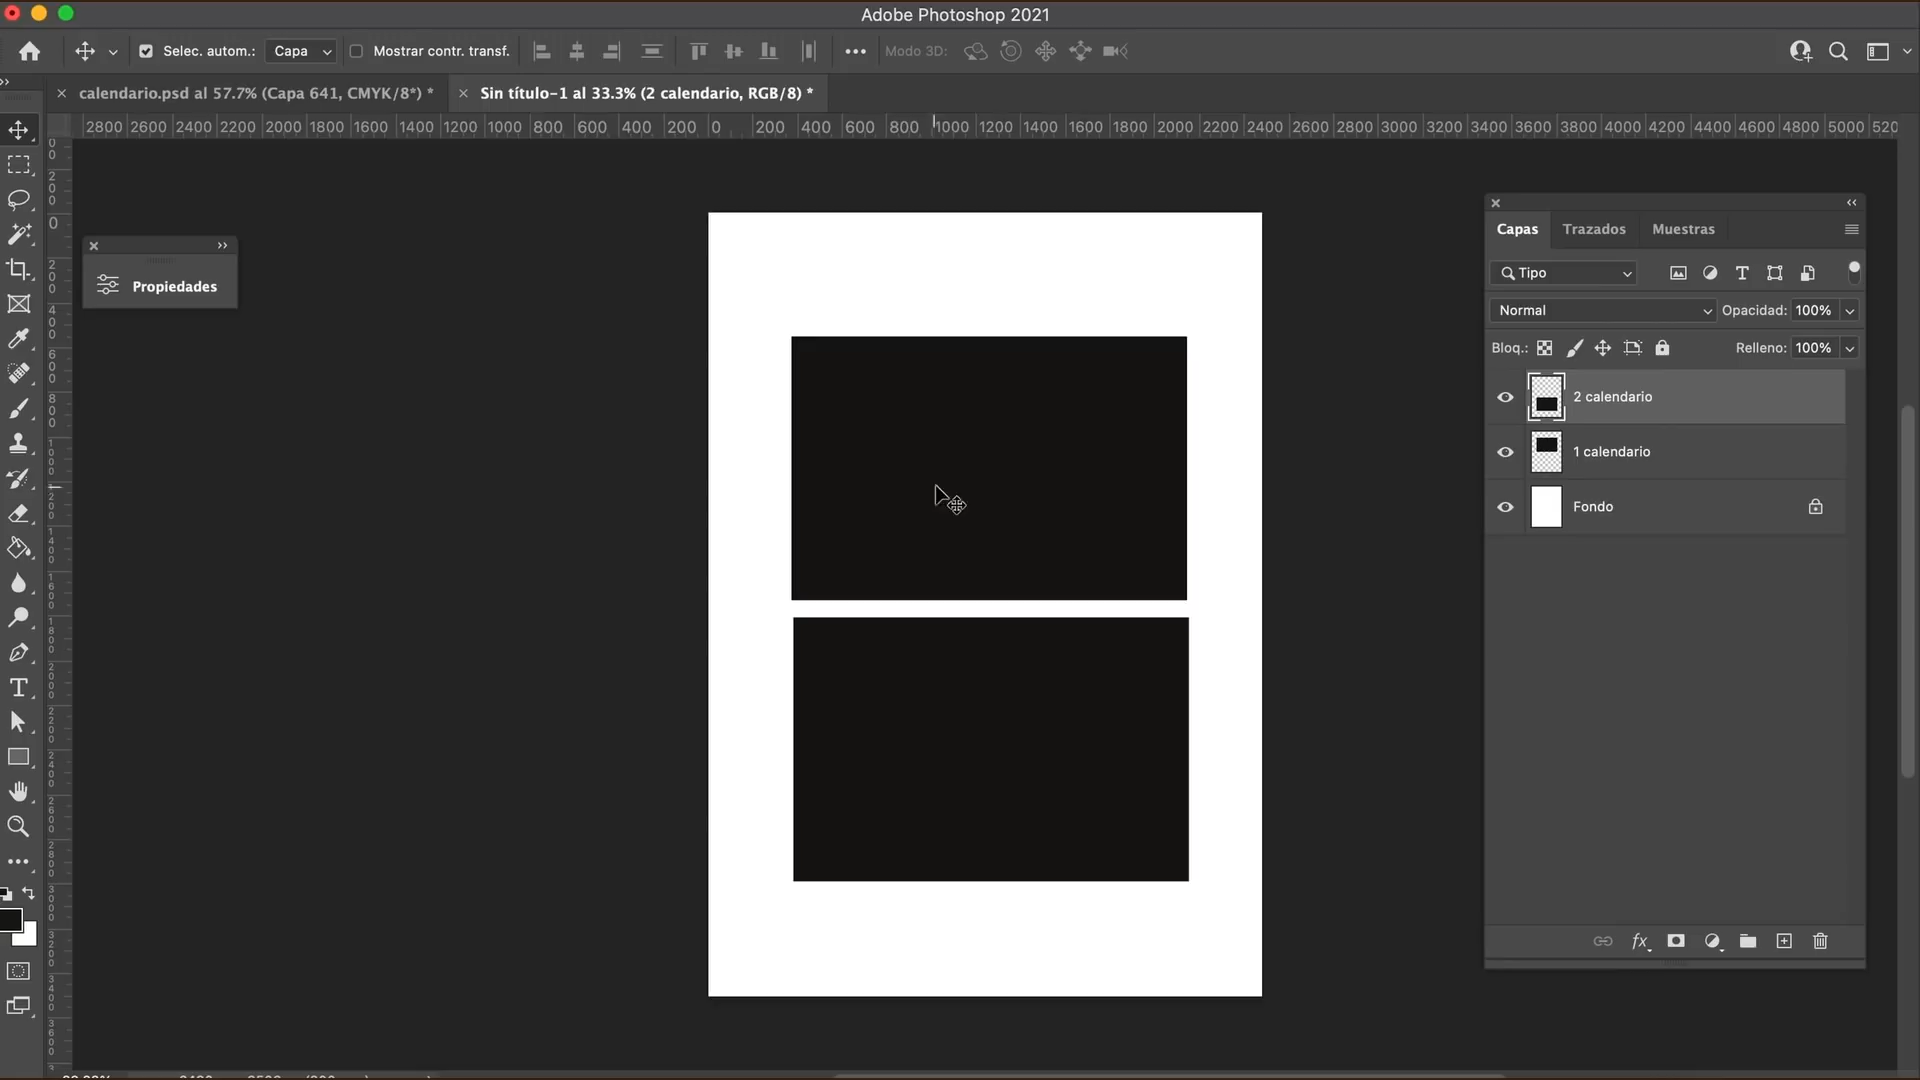 Adobe Photoshop 2021
Selec. autom.: Capa Mostrar contr. transf. Modo 3D:
calendario.psd al 57.7% (Capa 641, CMYK/8*) * Sin título-1 al 33.3% (2 calendario, RGB/8) *
2800 2600 2400 2200 2000 1800 1600 1400 1200 1000 800 600 400 200 0 200 400 600 800 1000 1200 1400 1600 1800 2000 2200 2400 2600 2800 3000 3200 3400 3600 3800 4000 4200 4400 4600 4800 5000
Propiedades
Capas Trazados Muestras
Tipo
Normal Opacidad: 100%
Bloq.: Relleno: 100%
2 calendario
1 calendario
Fondo
fx